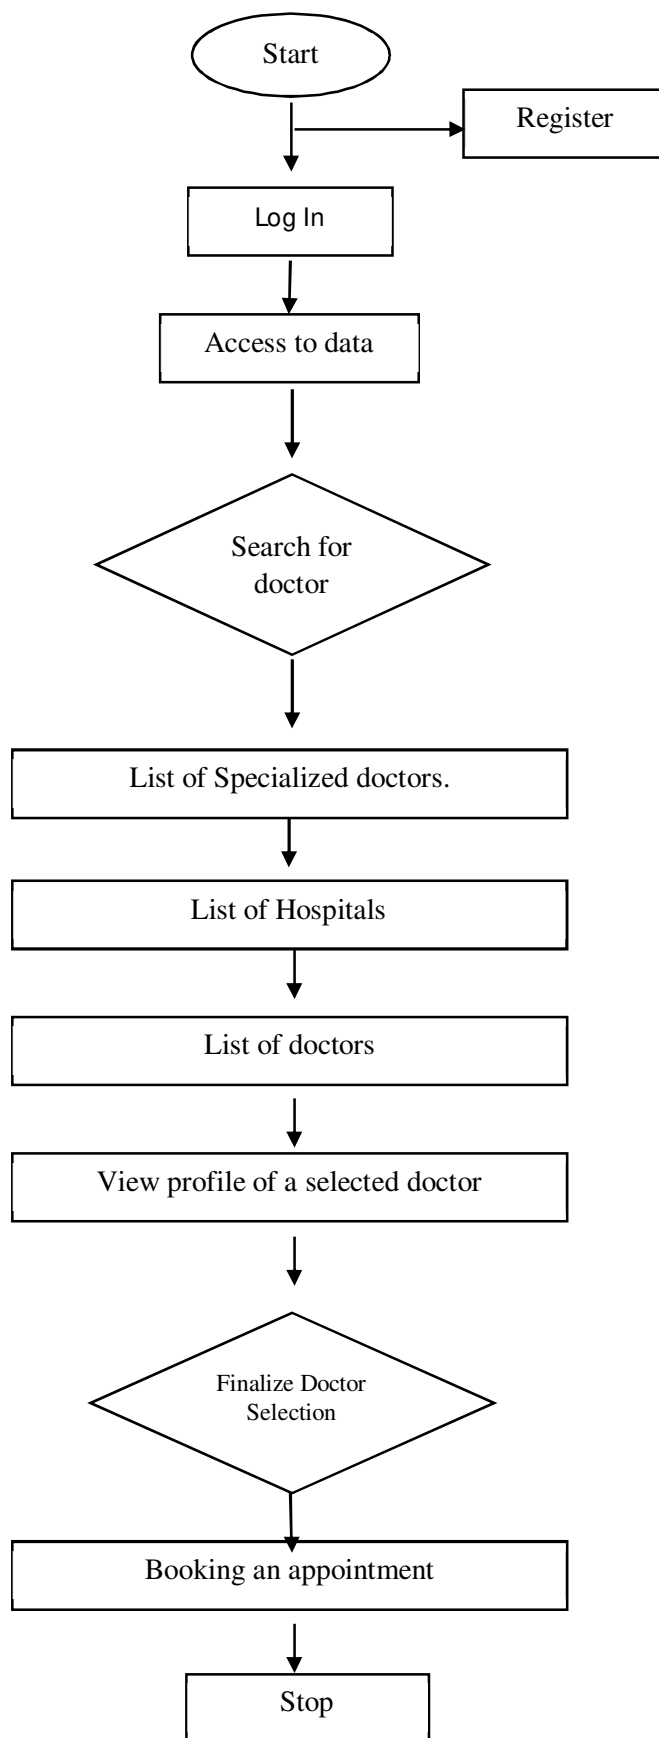 Start
Register
Log In
Access to data
Search for
doctor
List of Specialized doctors.
List of Hospitals
List of doctors
View profile of a selected doctor
Finalize Doctor
Selection
Booking an appointment
Stop